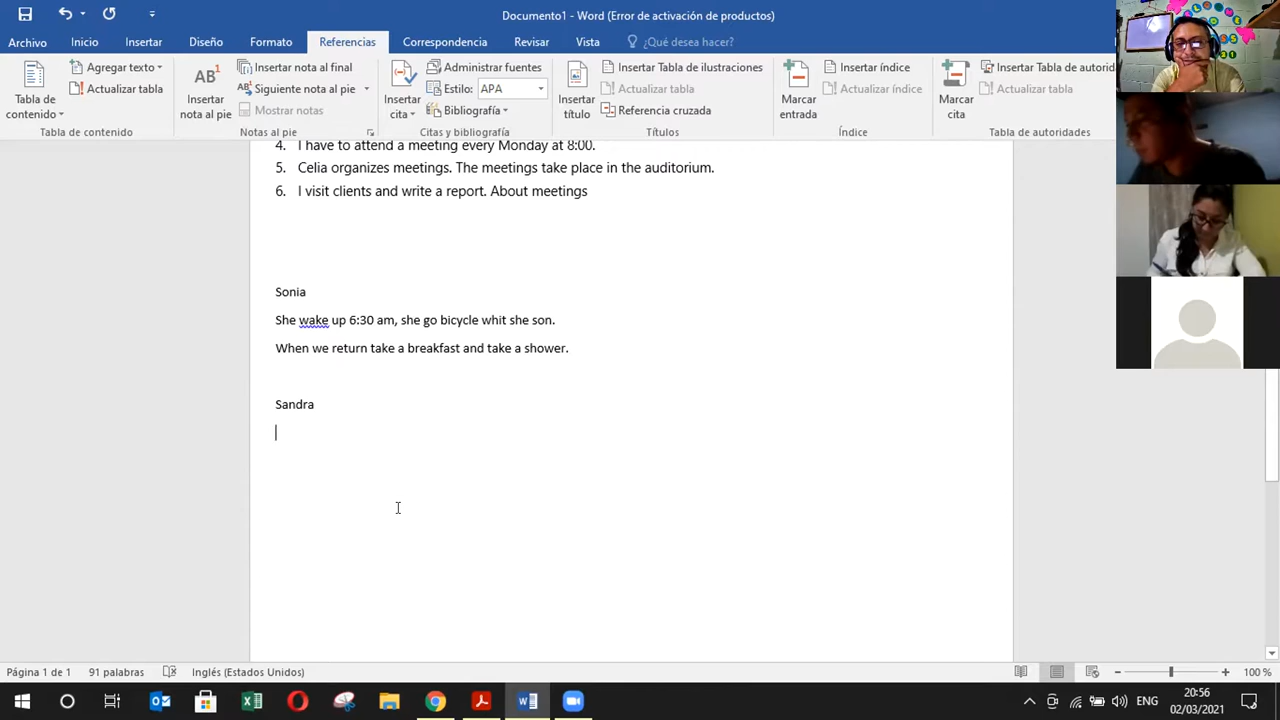 Documento1 - Word (Error de activación de productos)
Archivo
Inicio
Insertar
Diseño
Formato
Referencias
Correspondencia
Revisar
Vista
¿Qué desea hacer?
Tabla de contenido
Agregar texto
Actualizar tabla
Tabla de contenido
AB1
Insertar nota al pie
Insertar nota al final
Siguiente nota al pie
Mostrar notas
Notas al pie
Insertar cita
Administrar fuentes
Estilo: APA
Bibliografía
Citas y bibliografía
Insertar título
Insertar Tabla de ilustraciones
Actualizar tabla
Referencia cruzada
Títulos
Marcar entrada
Insertar índice
Actualizar índice
Índice
Marcar cita
Insertar Tabla de
Actualizar tabla
Tabla de autoridades
4. I have to attend a meeting every Monday at 8:00.
5. Celia organizes meetings. The meetings take place in the auditorium.
6. I visit clients and write a report. About meetings
Sonia
She wake up 6:30 am, she go bicycle whit she son.
When we return take a breakfast and take a shower.
Sandra
Página 1 de 1
91 palabras
Inglés (Estados Unidos)
100 %
ENG
20:56
02/03/2021